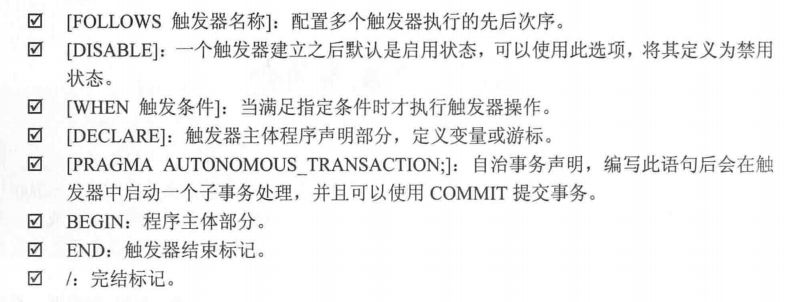 ☑ [FOLLOWS 触发器名称]：配置多个触发器执行的先后次序。
☑ [DISABLE]：一个触发器建立之后默认是启用状态，可以使用此选项，将其定义为禁用
状态。
☑ [WHEN 触发条件]：当满足指定条件时才执行触发器操作。
☑ [DECLARE]：触发器主体程序声明部分，定义变量或游标。
☑ [PRAGMA AUTONOMOUS_TRANSACTION;]：自治事务声明，编写此语句后会在触
发器中启动一个子事务处理，并且可以使用 COMMIT 提交事务。
☑ BEGIN：程序主体部分。
☑ END：触发器结束标记。
☑ /：完结标记。